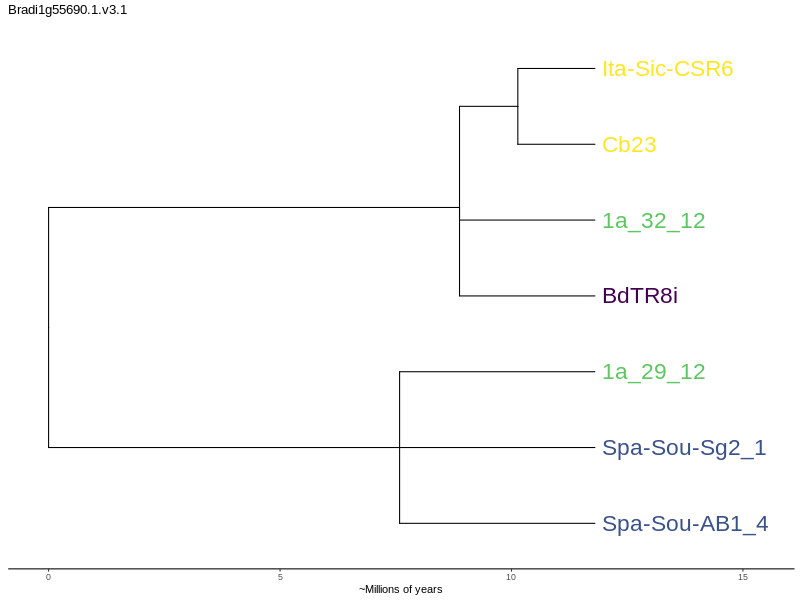 Bradi1g55690.1.v3.1
Ita-Sic-CSR6
Cb23
1a_32_12
BdTR8i
1a_29_12
Spa-Sou-Sg2_1
Spa-Sou-AB1_4
0 5 10 15
~Millions of years